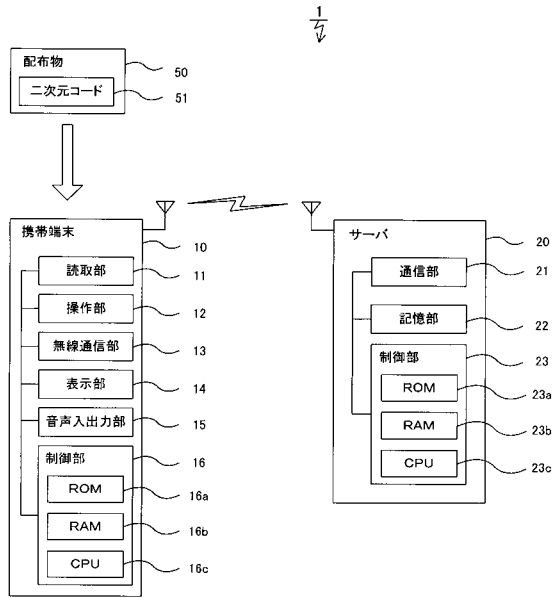 1
配布物
50
二次元コード
51
携帯端末
10
読取部
11
操作部
12
無線通信部
13
表示部
14
音声入出力部
15
制御部
16
ROM
16a
RAM
16b
CPU
16c
サーバ
20
通信部
21
記憶部
22
制御部
23
ROM
23a
RAM
23b
CPU
23c